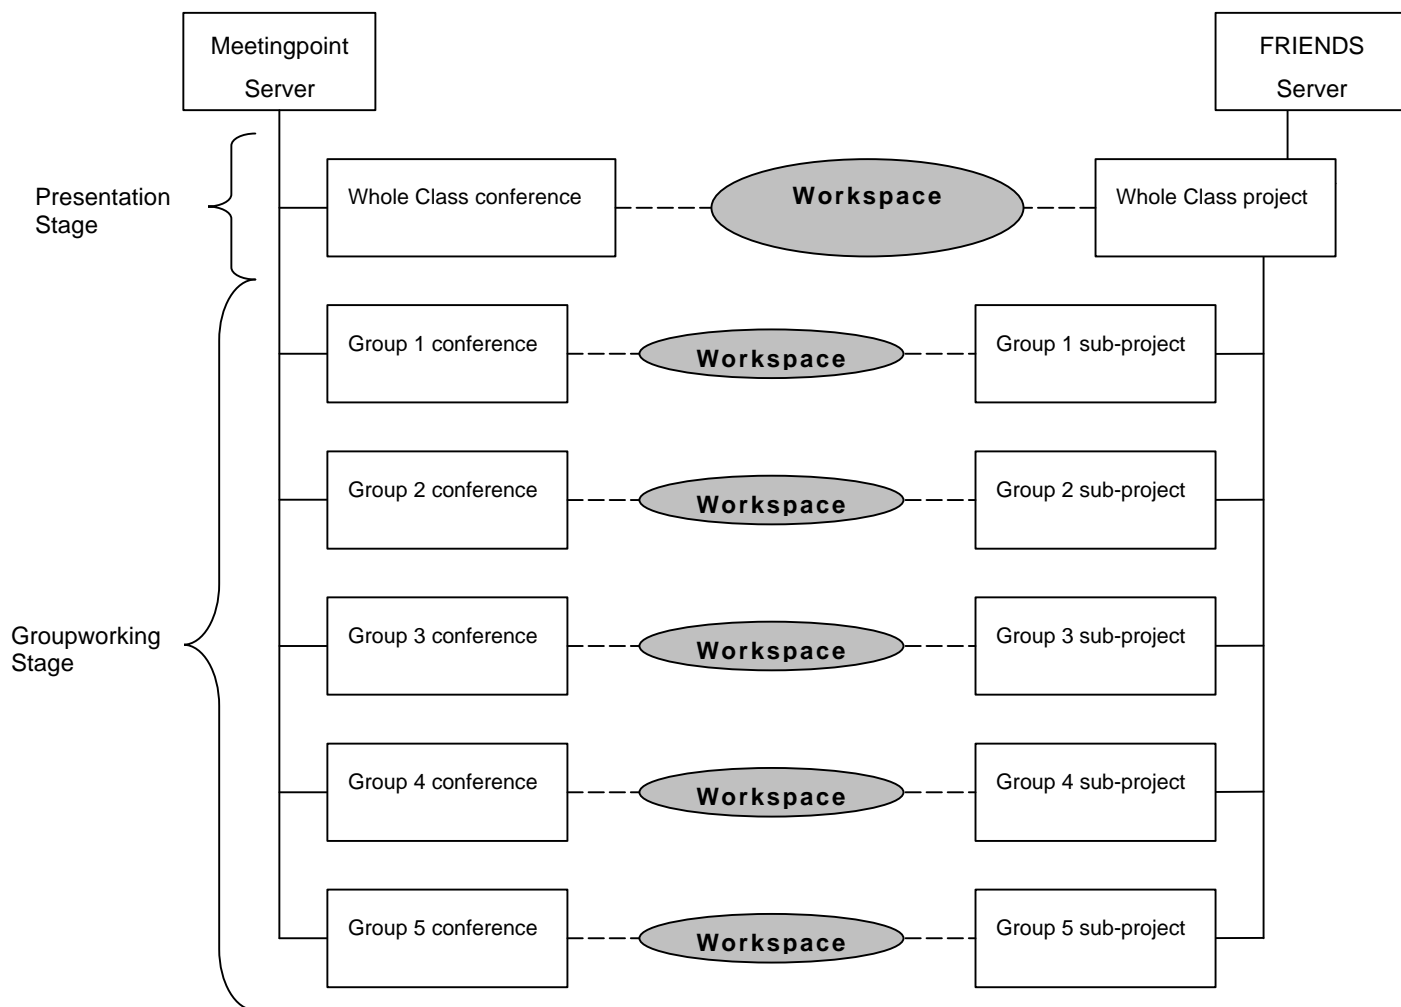 Meetingpoint
Server
FRIENDS
Server
Presentation
Stage
Whole Class conference
Workspace
Whole Class project
Group 1 conference
Workspace
Group 1 sub-project
Group 2 conference
Workspace
Group 2 sub-project
Groupworking
Stage
Group 3 conference
Workspace
Group 3 sub-project
Group 4 conference
Workspace
Group 4 sub-project
Group 5 conference
Workspace
Group 5 sub-project